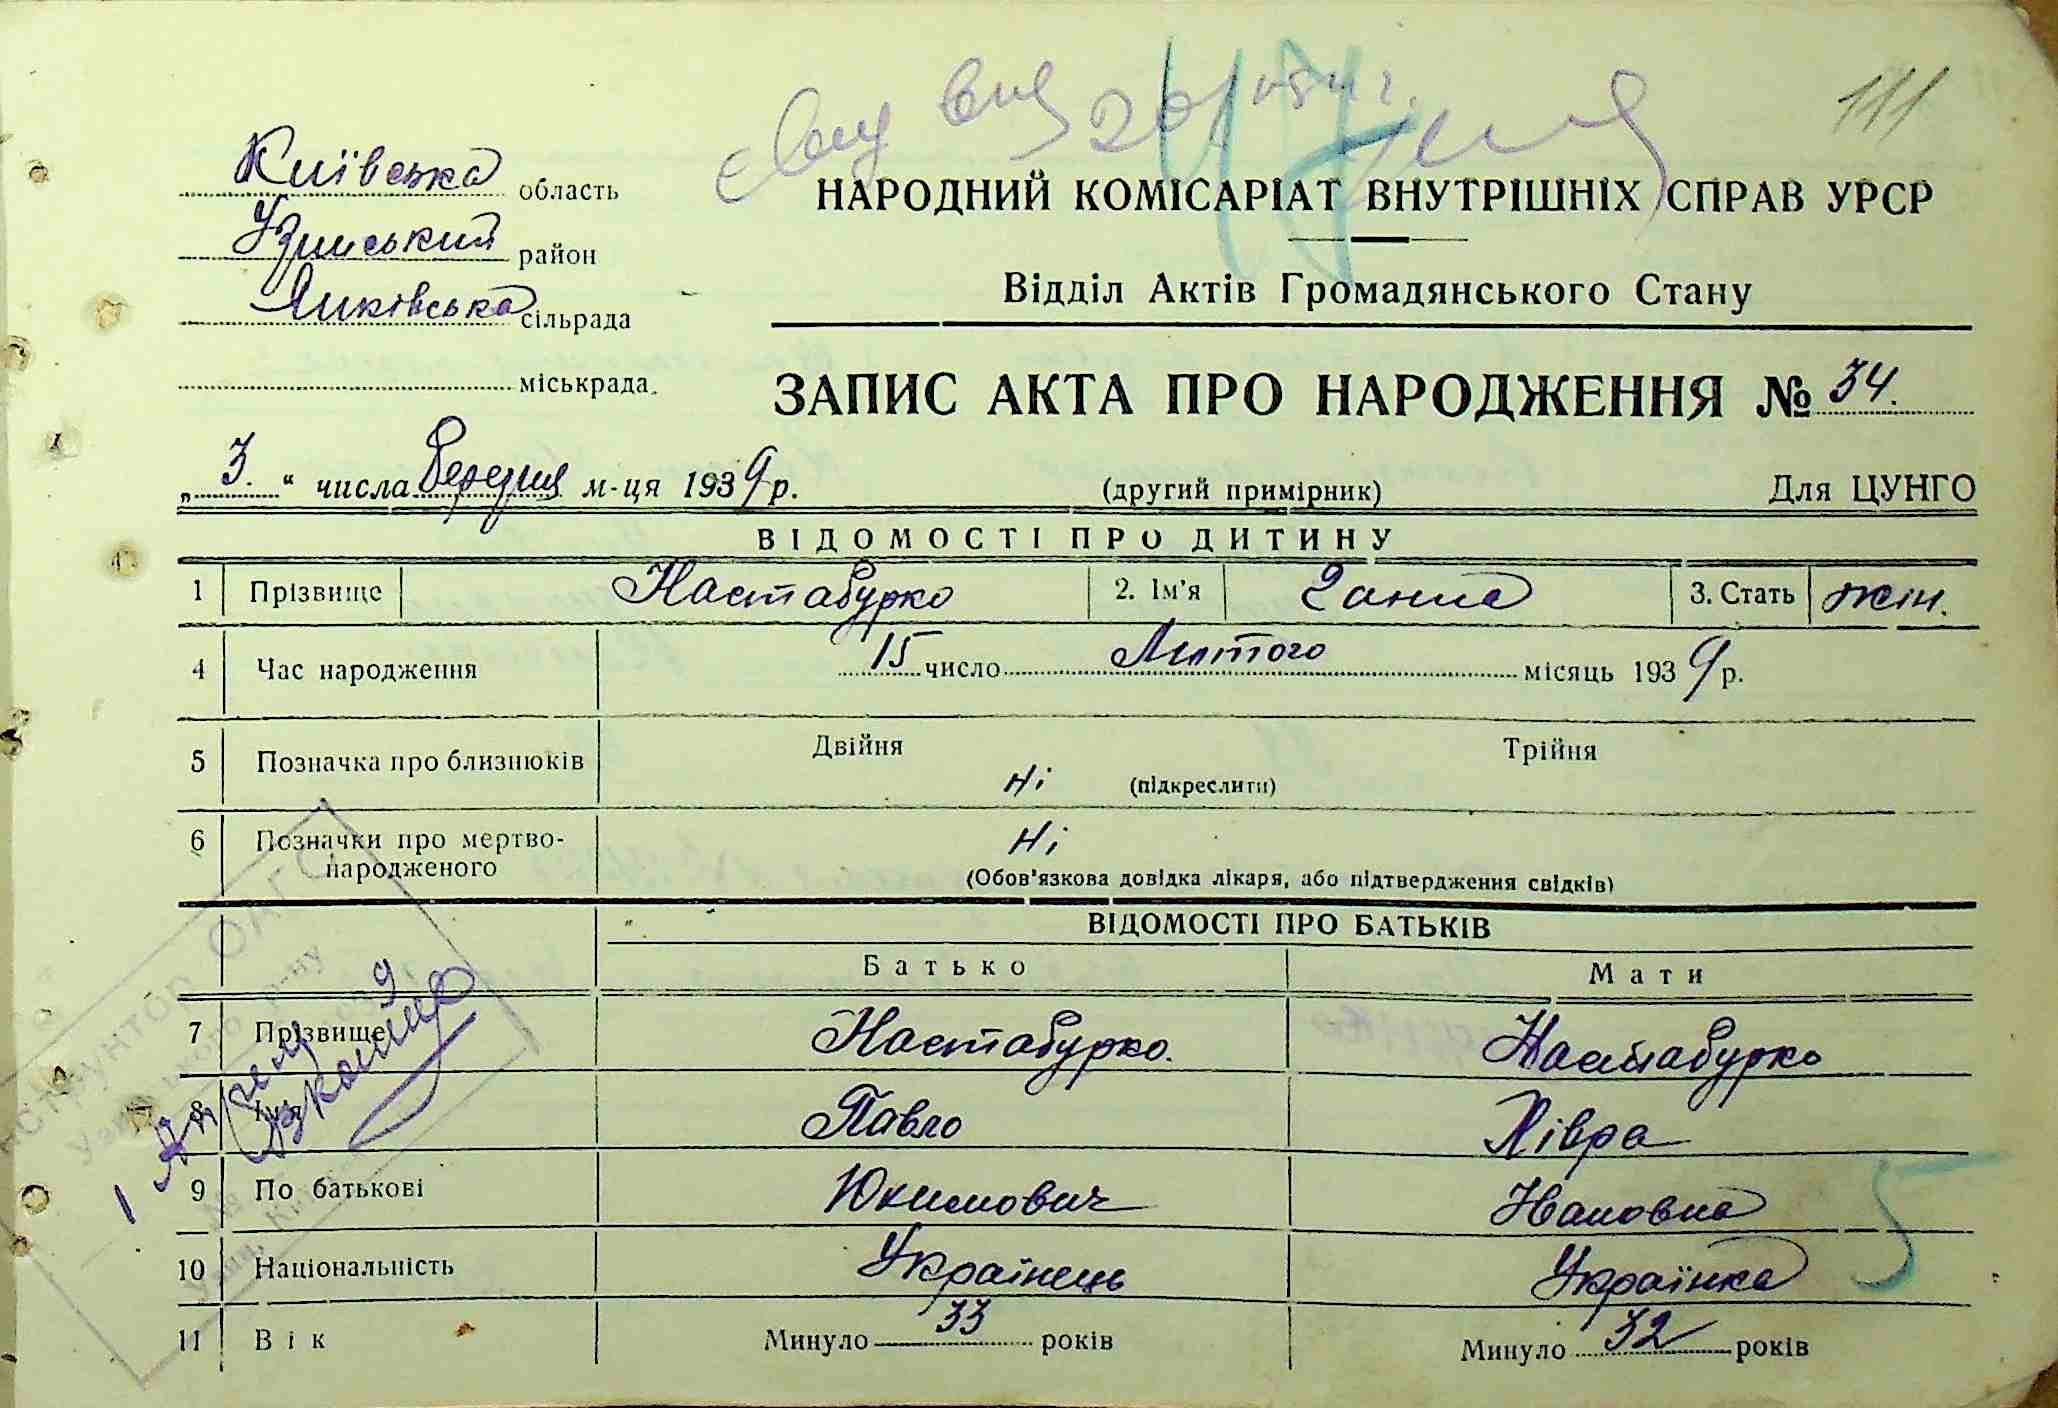 111
Київська область
Узинський район
Янківська сільрада
міськрада.
НАРОДНИЙ КОМІСАРІАТ ВНУТРІШНІХ СПРАВ УРСР
Відділ Актів Громадянського Стану
ЗАПИС АКТА ПРО НАРОДЖЕННЯ № 34.
„3.“ числа Березня м-ця 1939 р. (другий примірник) Для ЦУНГО
ВІДОМОСТІ ПРО ДИТИНУ
1 Прізвище Настабурко 2. Ім'я Ганна 3. Стать жін.
4 Час народження 15 число Лютого місяць 1939 р.
5 Позначка про близнюків Двійня Трійня
ні (підкреслити)
6 Позначки про мертво-
народженого ні
(Обов'язкова довідка лікаря, або підтвердження свідків)
ВІДОМОСТІ ПРО БАТЬКІВ
Батько Мати
7 Прізвище Настабурко. Настабурко
8 Ім'я Павло Хівра
9 По батькові Юхимович
10 Національність Українець Українка
11 Вік Минуло 33 років Минуло 32 років
5